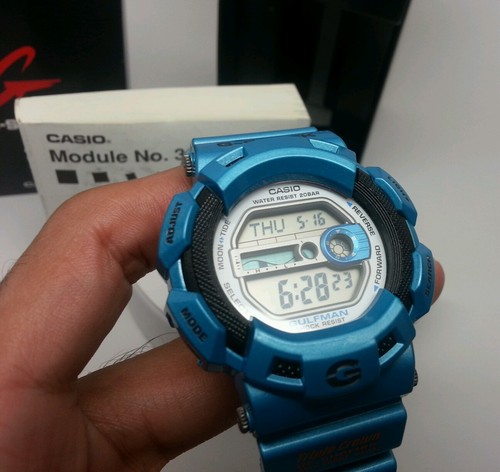 CASIO
Module No. 3
CASIO
WATER RESIST 20BAR
ADJUST
REVERSE
THU 5-16
MOON
TIDE
FORWARD
6:28 23
MODE
GULFMAN
RESIST
G